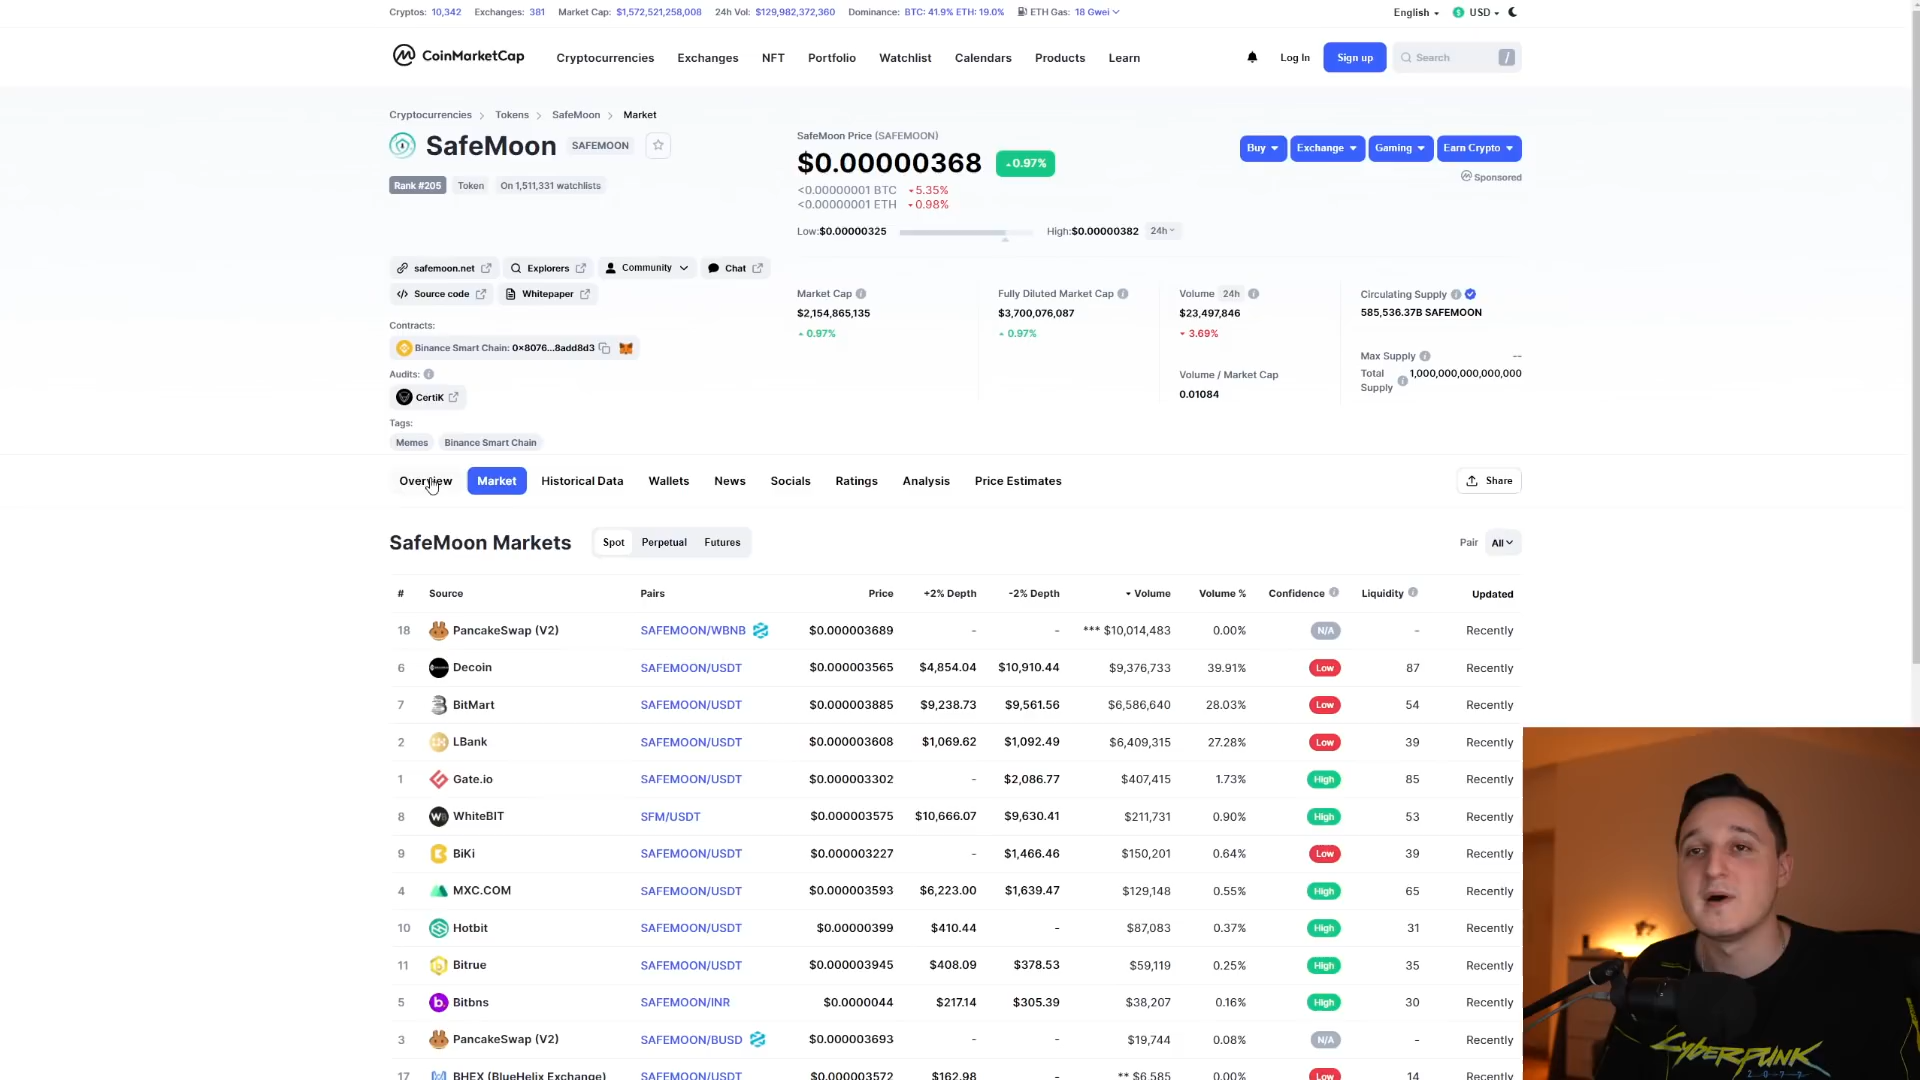 Cryptos: 10,342 Exchanges: 381 Market Cap: $1,572,521,258,008 24h Vol: $129,982,372,360 Dominance: BTC: 41.9% ETH: 19.0% ETH Gas: 18 Gwei English USD
CoinMarketCap Cryptocurrencies Exchanges NFT Portfolio Watchlist Calendars Products Learn Log In Sign up Search /
Cryptocurrencies Tokens SafeMoon Market
SafeMoon SAFEMOON
Rank #205 Token On 1,511,331 watchlists
SafeMoon Price (SAFEMOON)
$0.00000368 0.97%
<0.00000001 BTC 5.35%
<0.00000001 ETH 0.98%
Low:$0.00000325 High:$0.00000382 24h
Buy Exchange Gaming Earn Crypto
Sponsored
safemoon.net Explorers Community Chat
Source code Whitepaper
Contracts:
Binance Smart Chain: 0x8076...8add8d3
Audits:
CertiK
Tags:
Memes Binance Smart Chain
Market Cap
$2,154,865,135
0.97%
Fully Diluted Market Cap
$3,700,076,087
0.97%
Volume 24h
$23,497,846
3.69%
Volume / Market Cap
0.01084
Circulating Supply
585,536.37B SAFEMOON
Max Supply --
Total Supply 1,000,000,000,000,000
Overview Market Historical Data Wallets News Socials Ratings Analysis Price Estimates Share
SafeMoon Markets Spot Perpetual Futures Pair All
# Source Pairs Price +2% Depth -2% Depth Volume Volume % Confidence Liquidity Updated
18 PancakeSwap (V2) SAFEMOON/WBNB $0.000003689 - - *** $10,014,483 0.00% N/A - Recently
6 Decoin SAFEMOON/USDT $0.000003565 $4,854.04 $10,910.44 $9,376,733 39.91% Low 87 Recently
7 BitMart SAFEMOON/USDT $0.000003885 $9,238.73 $9,561.56 $6,586,640 28.03% Low 54 Recently
2 LBank SAFEMOON/USDT $0.000003608 $1,069.62 $1,092.49 $6,409,315 27.28% Low 39 Recently
1 Gate.io SAFEMOON/USDT $0.000003302 - $2,086.77 $407,415 1.73% High 85 Recently
8 WhiteBIT SFM/USDT $0.000003575 $10,666.07 $9,630.41 $211,731 0.90% High 53 Recently
9 BiKi SAFEMOON/USDT $0.000003227 - $1,466.46 $150,201 0.64% Low 39 Recently
4 MXC.COM SAFEMOON/USDT $0.000003593 $6,223.00 $1,639.47 $129,148 0.55% High 65 Recently
10 Hotbit SAFEMOON/USDT $0.00000399 $410.44 - $87,083 0.37% High 31 Recently
11 Bitrue SAFEMOON/USDT $0.000003945 $408.09 $378.53 $59,119 0.25% High 35 Recently
5 Bitbns SAFEMOON/INR $0.0000044 $217.14 $305.39 $38,207 0.16% High 30 Recently
3 PancakeSwap (V2) SAFEMOON/BUSD $0.000003693 - - $19,744 0.08% N/A - Recently
17 BHEX (BlueHelix Exchange) SAFEMOON/USDT $0.000003572 $162.98 - ** $6,585 0.00% Low 14 Recently
CYBERPUNK
2077